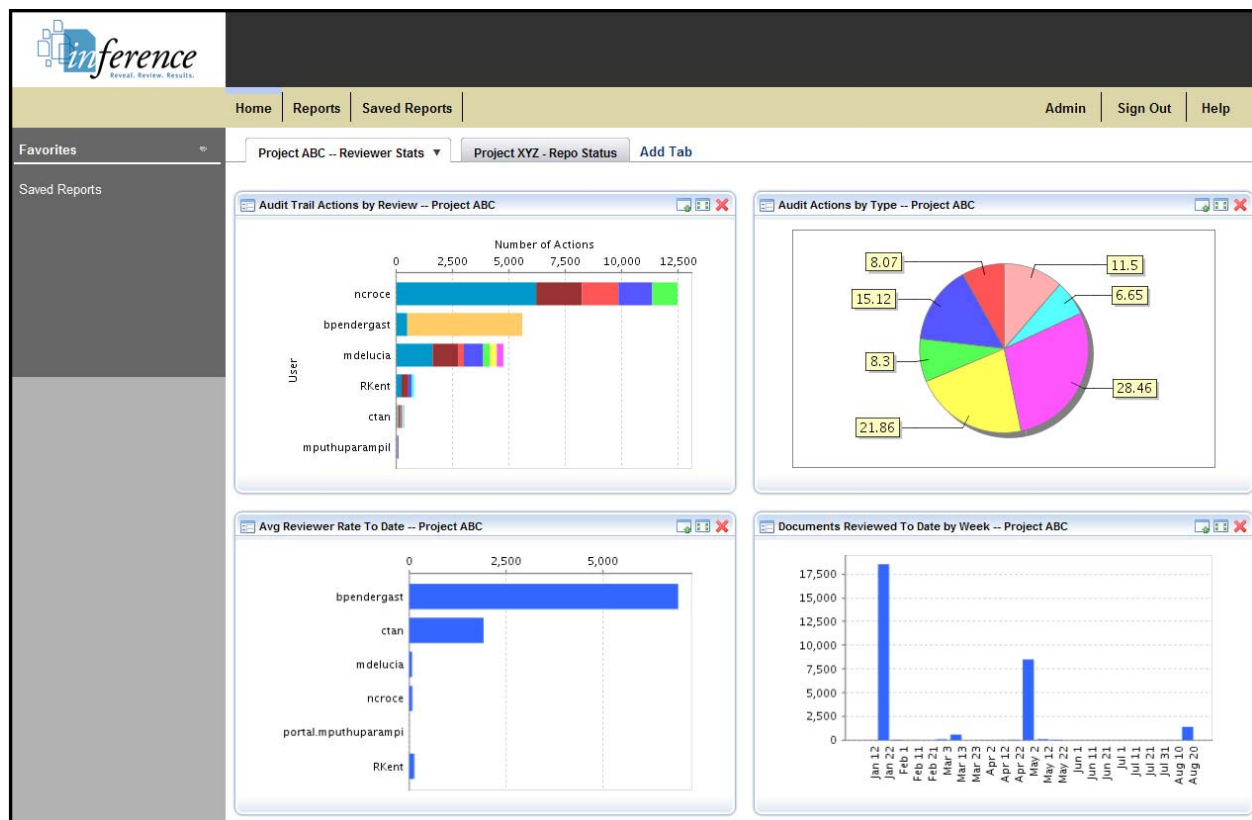 inference
Reveal. Review. Results.
Home Reports Saved Reports Admin Sign Out Help
Favorites
Saved Reports
Project ABC -- Reviewer Stats Project XYZ - Repo Status Add Tab
Audit Trail Actions by Review -- Project ABC
Number of Actions
0 2,500 5,000 7,500 10,000 12,500
User
ncroce
bpendergast
mdelucia
RKent
ctan
mputhuparampil
Audit Actions by Type -- Project ABC
8.07
11.5
15.12
6.65
8.3
28.46
21.86
Avg Reviewer Rate To Date -- Project ABC
0 2,500 5,000
bpendergast
ctan
mdelucia
ncroce
portal.mputhuparampi
RKent
Documents Reviewed To Date by Week -- Project ABC
17,500
15,000
12,500
10,000
7,500
5,000
2,500
0
Jan 12
Jan 22
Feb 1
Feb 11
Feb 21
Mar 3
Mar 13
Mar 23
Apr 2
Apr 12
Apr 22
May 2
May 12
May 22
Jun 1
Jun 11
Jun 21
Jul 1
Jul 11
Jul 21
Jul 31
Aug 10
Aug 20